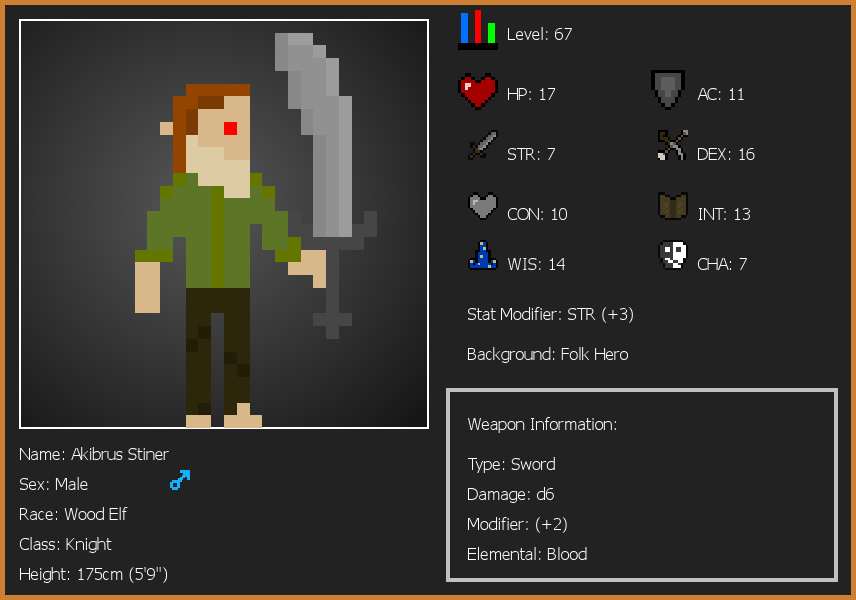 Level: 67
HP: 17
AC: 11
STR: 7
DEX: 16
CON: 10
INT: 13
WIS: 14
CHA: 7
Stat Modifier: STR (+3)
Background: Folk Hero
Weapon Information:
Type: Sword
Damage: d6
Modifier: (+2)
Elemental: Blood
Name: Akibrus Stiner
Sex: Male
Race: Wood Elf
Class: Knight
Height: 175cm (5'9")